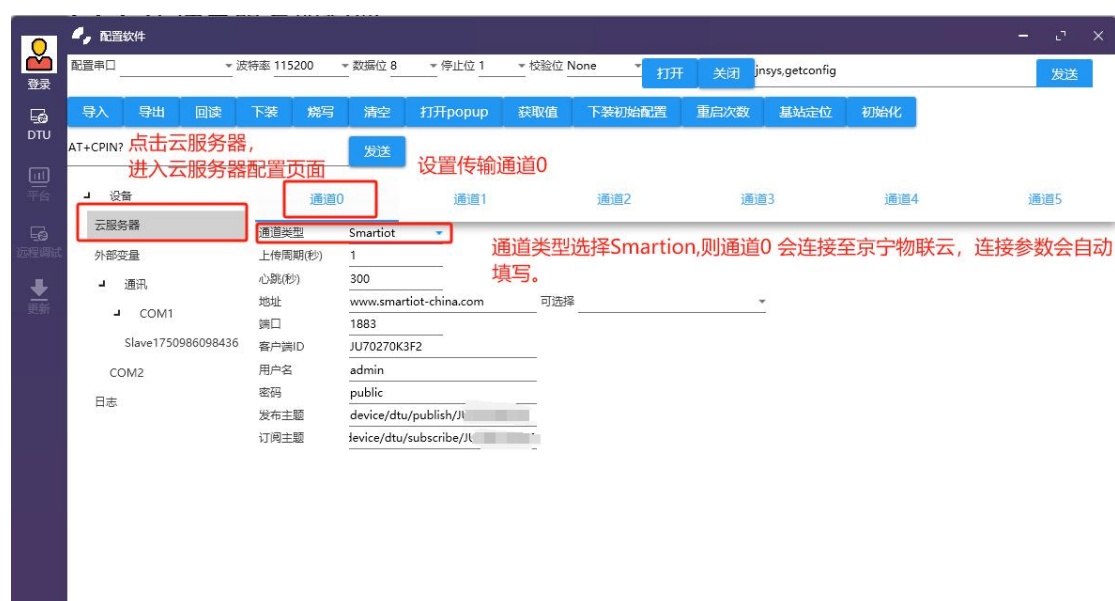 配置软件
登录
DTU
平台
远程调试
更新
配置串口 波特率 115200 数据位 8 停止位 1 校验位 None 打开 关闭 jnsys,getconfig 发送
导入 导出 回读 下装 烧写 清空 打开popup 获取值 下装初始配置 重启次数 基站定位 初始化
AT+CPIN? 发送
点击云服务器，
进入云服务器配置页面
设置传输通道0
设备
云服务器
外部变量
通讯
COM1
Slave1750986098436
COM2
日志
通道0 通道1 通道2 通道3 通道4 通道5
通道类型 Smartiot
通道类型选择Smartion,则通道0 会连接至京宁物联云，连接参数会自动
填写。
上传周期(秒) 1
心跳(秒) 300
地址 www.smartiot-china.com 可选择
端口 1883
客户端ID JU70270K3F2
用户名 admin
密码 public
发布主题 device/dtu/publish/JU
订阅主题 device/dtu/subscribe/JU